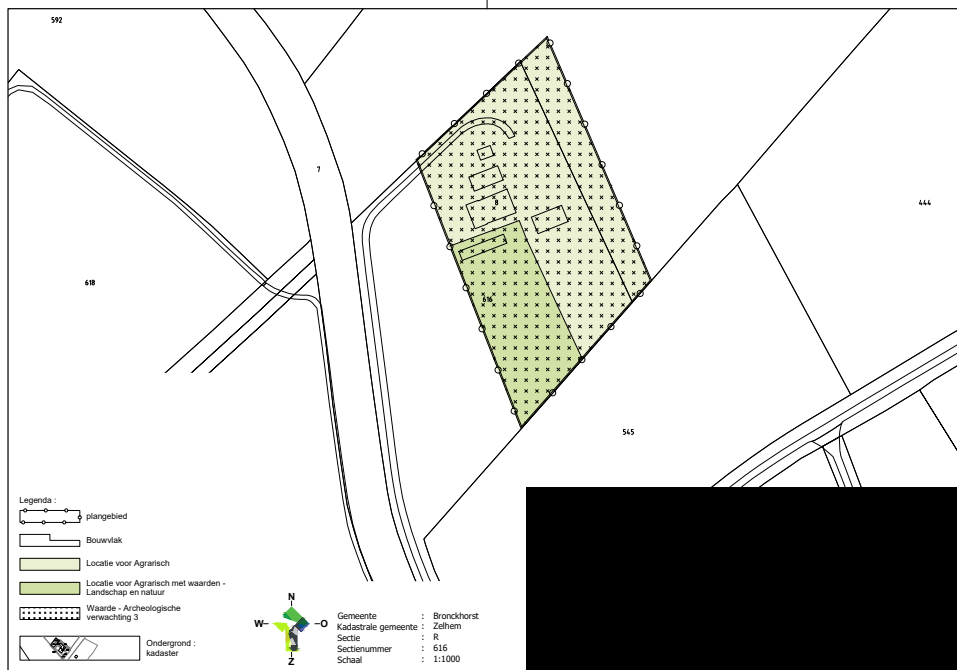 592
7
444
8
618
616
545
Legenda :
plangebied
Bouwvlak
Locatie voor Agrarisch
Locatie voor Agrarisch met waarden -
Landschap en natuur
Waarde - Archeologische
verwachting 3
Ondergrond :
kadaster
N
W
O
Z
Gemeente : Bronckhorst
Kadastrale gemeente : Zelhem
Sectie : R
Sectienummer : 616
Schaal : 1:1000